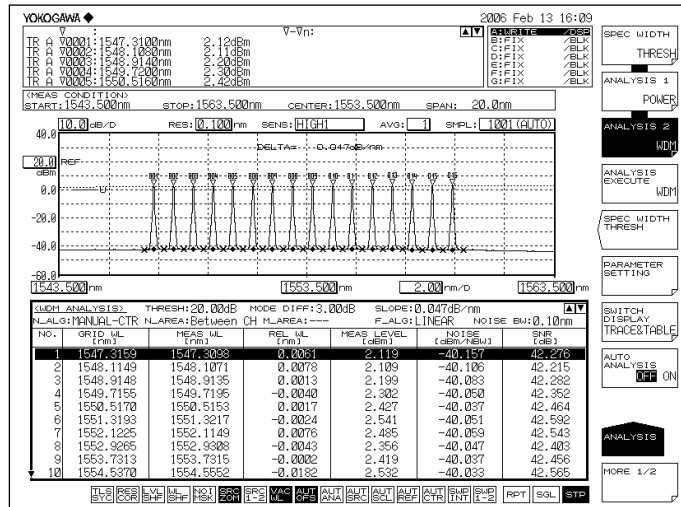 YOKOGAWA ◆ 2006 Feb 13 16:09
∇ : ∇-∇n:
TR A ∇0001:1547.3100nm 2.12dBm
TR A ∇0002:1548.1080nm 2.11dBm
TR A ∇0003:1548.9140nm 2.20dBm
TR A ∇0004:1549.7200nm 2.30dBm
TR A ∇0005:1550.5160nm 2.42dBm
A:WRITE /DSP
B:FIX /BLK
C:FIX /BLK
D:FIX /BLK
E:FIX /BLK
F:FIX /BLK
G:FIX /BLK
<MEAS CONDITION>
START:1543.500nm STOP:1563.500nm CENTER:1553.500nm SPAN: 20.0nm
10.0dB/D RES:0.100nm SENS:HIGH1 AVG: 1 SMPL: 1001(AUTO)
40.0
DELTA= 0.047dB/nm
20.0 REF
dBm
001 002 003 004 005 006 007 008 009 010 011 012 013 014 015 016
0.0
-20.0
-40.0
-60.0
1543.500nm 1553.500nm 2.00nm/D 1563.500nm
<WDM ANALYSIS> THRESH:20.00dB MODE DIFF:3.00dB SLOPE:0.047dB/nm
N_ALG:MANUAL-CTR N_AREA:Between CH M_AREA:--- F_ALG:LINEAR NOISE BW:0.10nm
NO. GRID WL MEAS WL REL WL MEAS LEVEL NOISE SNR
[nm] [nm] [nm] [dBm] [dBm/NBW] [dB]
1 1547.3159 1547.3098 0.0061 2.119 -40.157 42.276
2 1548.1149 1548.1071 0.0078 2.109 -40.106 42.215
3 1548.9148 1548.9135 0.0013 2.199 -40.083 42.282
4 1549.7155 1549.7195 -0.0040 2.302 -40.050 42.352
5 1550.5170 1550.5153 0.0017 2.427 -40.037 42.464
6 1551.3193 1551.3217 -0.0024 2.541 -40.051 42.592
7 1552.1225 1552.1149 0.0076 2.485 -40.059 42.543
8 1552.9265 1552.9308 -0.0043 2.356 -40.047 42.403
9 1553.7313 1553.7315 -0.0002 2.419 -40.037 42.456
10 1554.5370 1554.5552 -0.0182 2.532 -40.033 42.565
TLS SYC RES COR LVL SHF WL SHF NOI MSK SRC ZOM SRC 1-2 VAC WL AUT OFS AUT ANA AUT SRC AUT SCL AUT REF AUT CTR SWP INT SWP 1-2 RPT SGL STP
SPEC WIDTH
THRESH
ANALYSIS 1
POWER
ANALYSIS 2
WDM
ANALYSIS
EXECUTE
WDM
SPEC WIDTH
THRESH
PARAMETER
SETTING
SWITCH
DISPLAY
TRACE&TABLE
AUTO
ANALYSIS
OFF ON
ANALYSIS
MORE 1/2